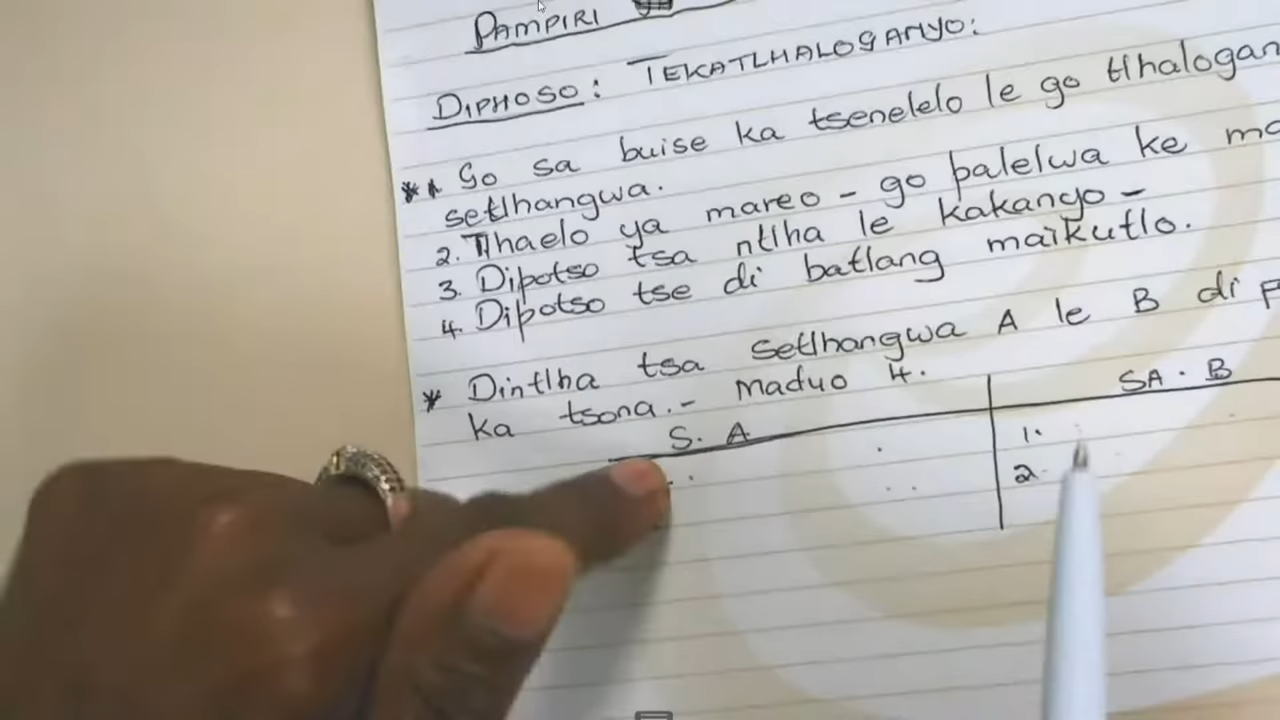 PAMPIRI
DIPHOSO: TEKATLHALOGANYO:
** Go sa buise ka tsenelelo le go tlhalogan
setlhangwa.
2. Tlhaelo ya mareo - go palelwa ke
3. Dipotso tsa ntlha le kakanyo -
4. Dipotso tse di batlang maikutlo.
* Dintlha tsa Setlhangwa A le B di
ka tsona. - maduo 4.
S. A SA. B
1.
2.